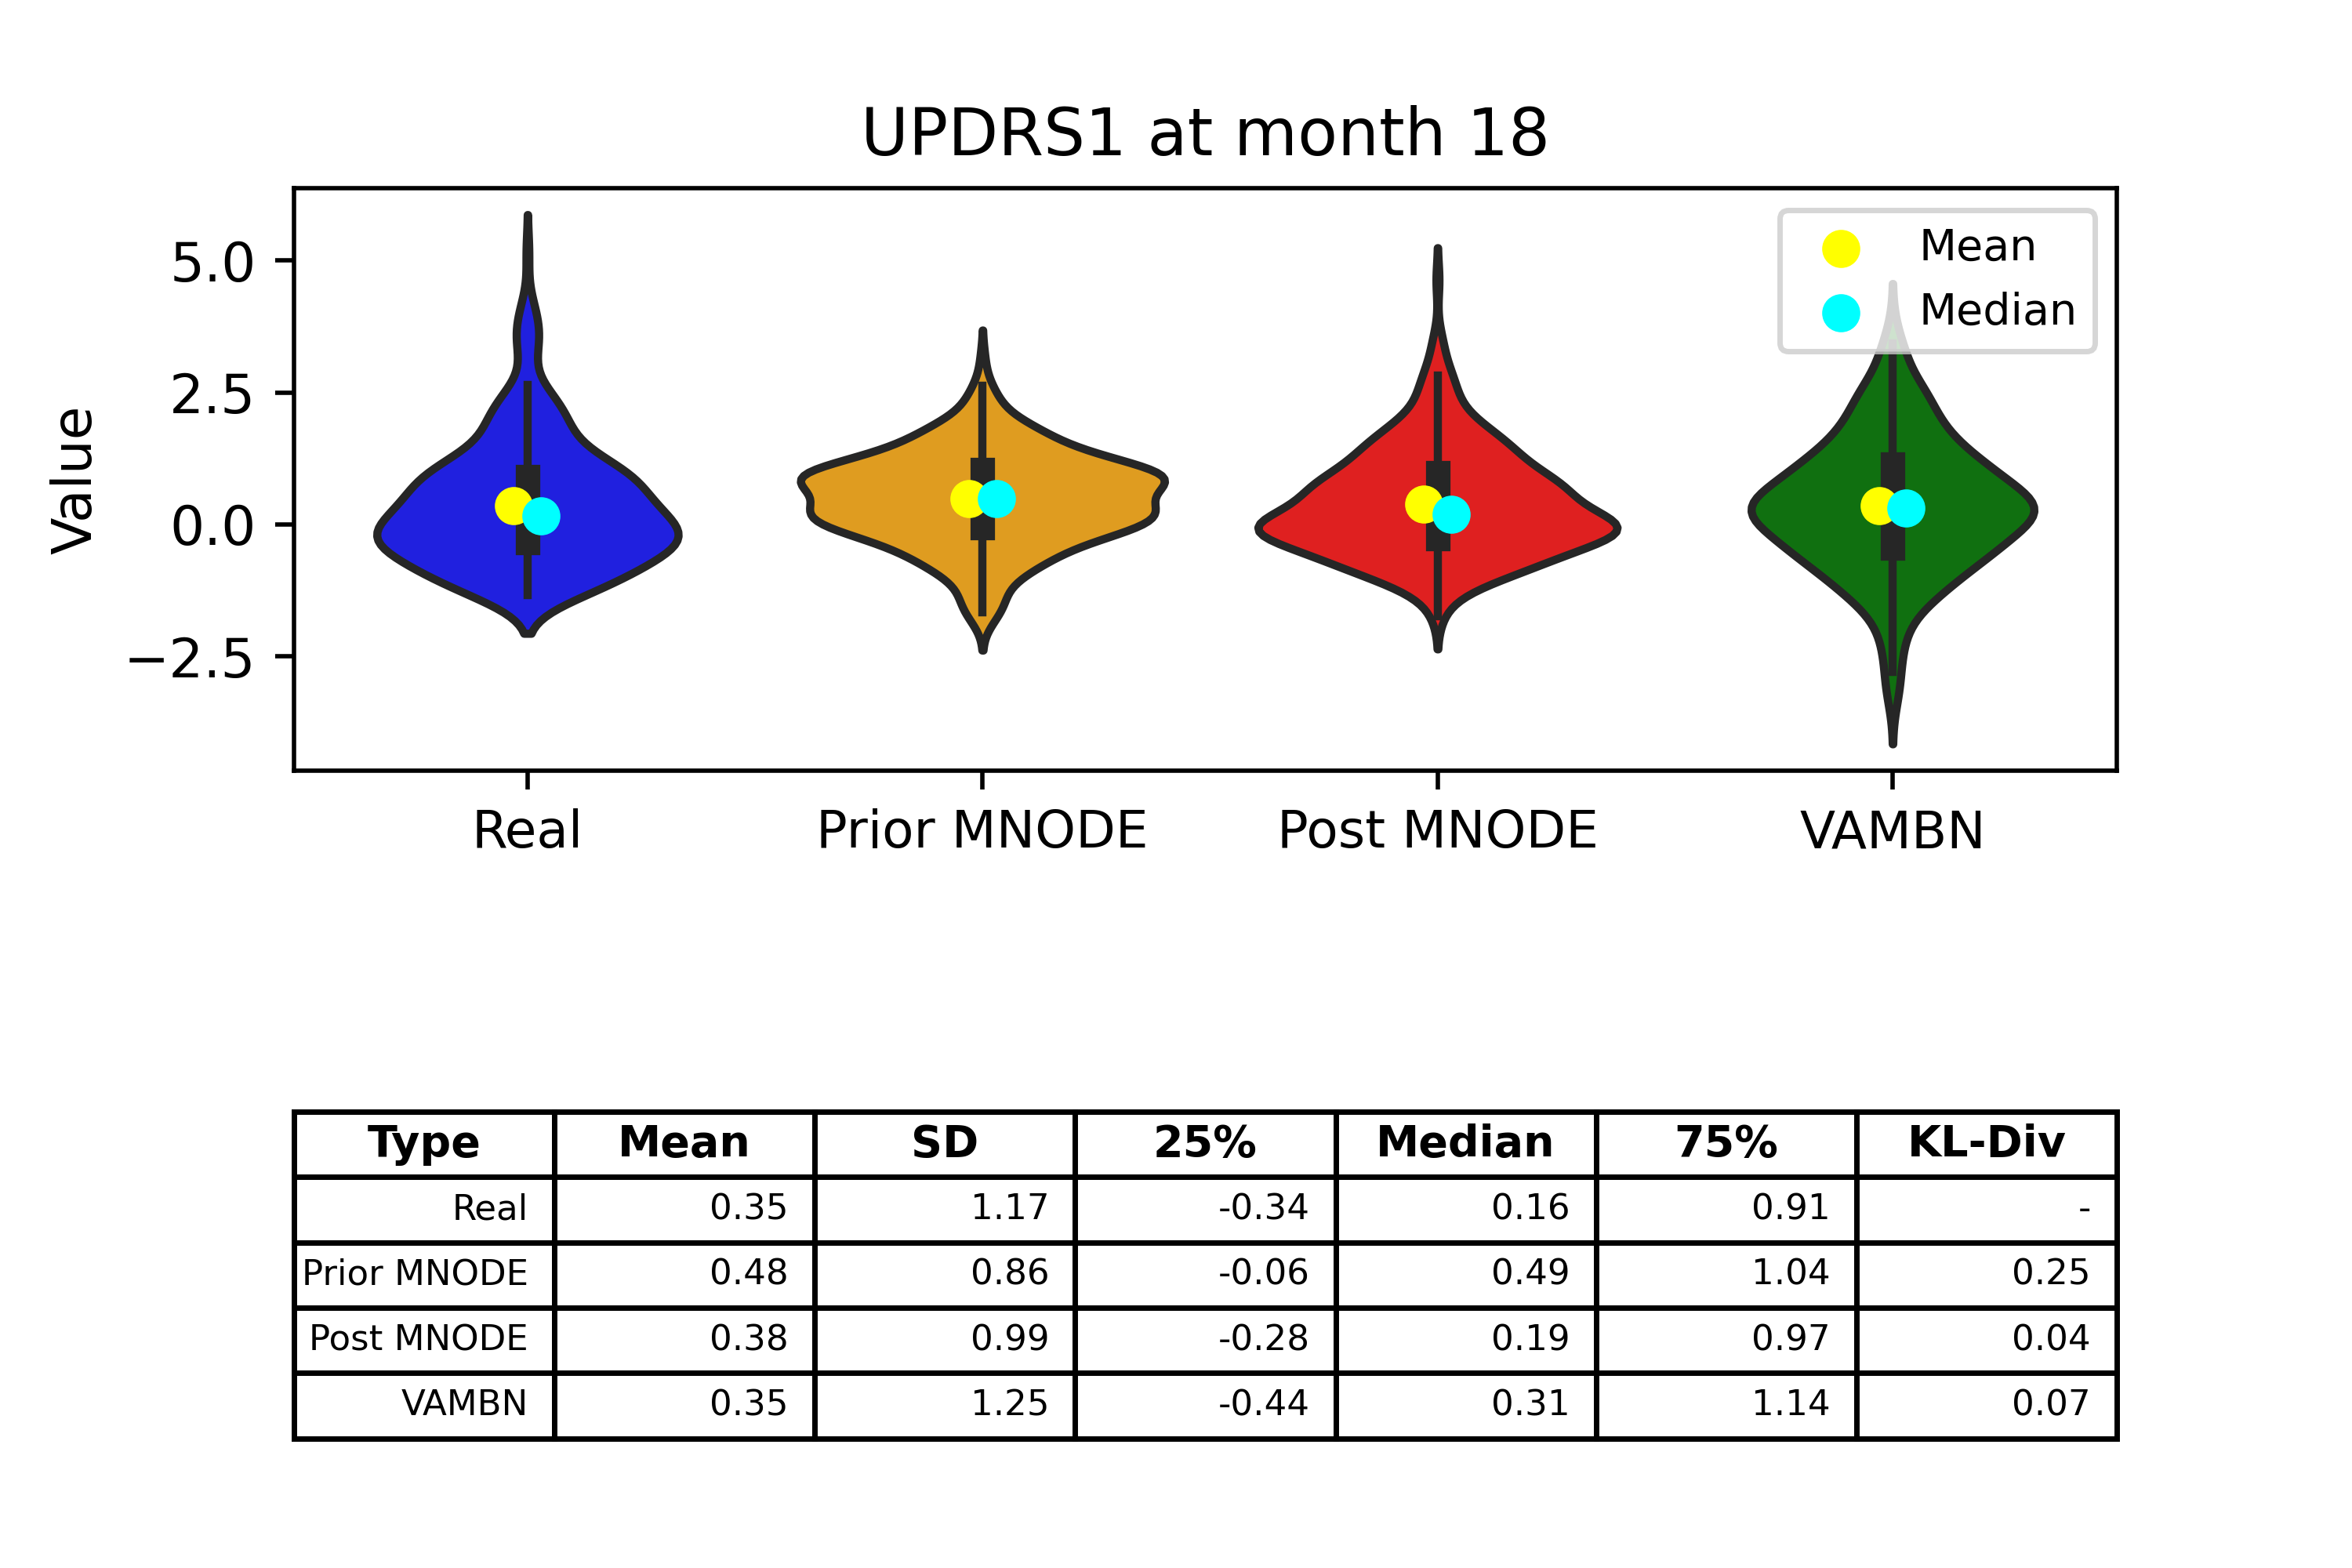 UPDRS1 at month 18
Mean
Median
5.0
2.5
0.0
−2.5
Value
Real Prior MNODE Post MNODE VAMBN
Type Mean SD 25% Median 75% KL-Div
Real 0.35 1.17 -0.34 0.16 0.91 -
Prior MNODE 0.48 0.86 -0.06 0.49 1.04 0.25
Post MNODE 0.38 0.99 -0.28 0.19 0.97 0.04
VAMBN 0.35 1.25 -0.44 0.31 1.14 0.07